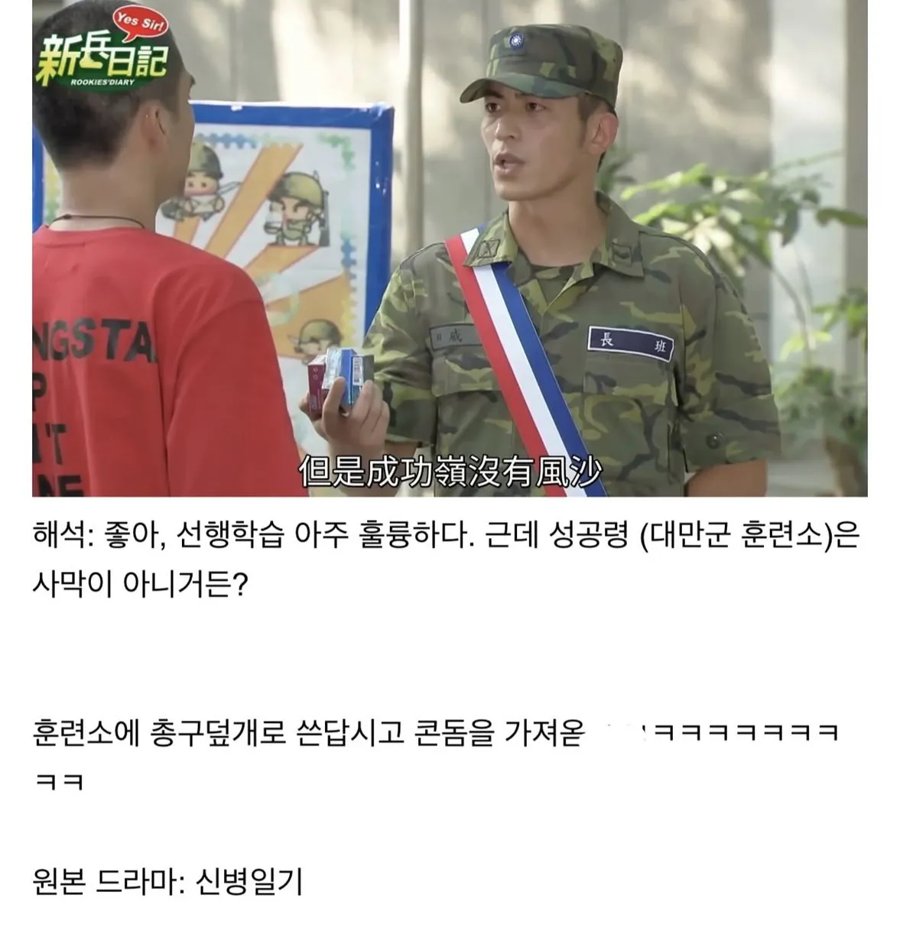 Yes Sir!
新兵日記
ROOKIES'DIARY
NGSTA
P
T
NE
威
長 班
但是成功嶺沒有風沙
해석: 좋아, 선행학습 아주 훌륭하다. 근데 성공령 (대만군 훈련소)은
사막이 아니거든?
훈련소에 총구덮개로 쓴답시고 콘돔을 가져옫 ㅋㅋㅋㅋㅋㅋㅋ
ㅋㅋ
원본 드라마: 신병일기